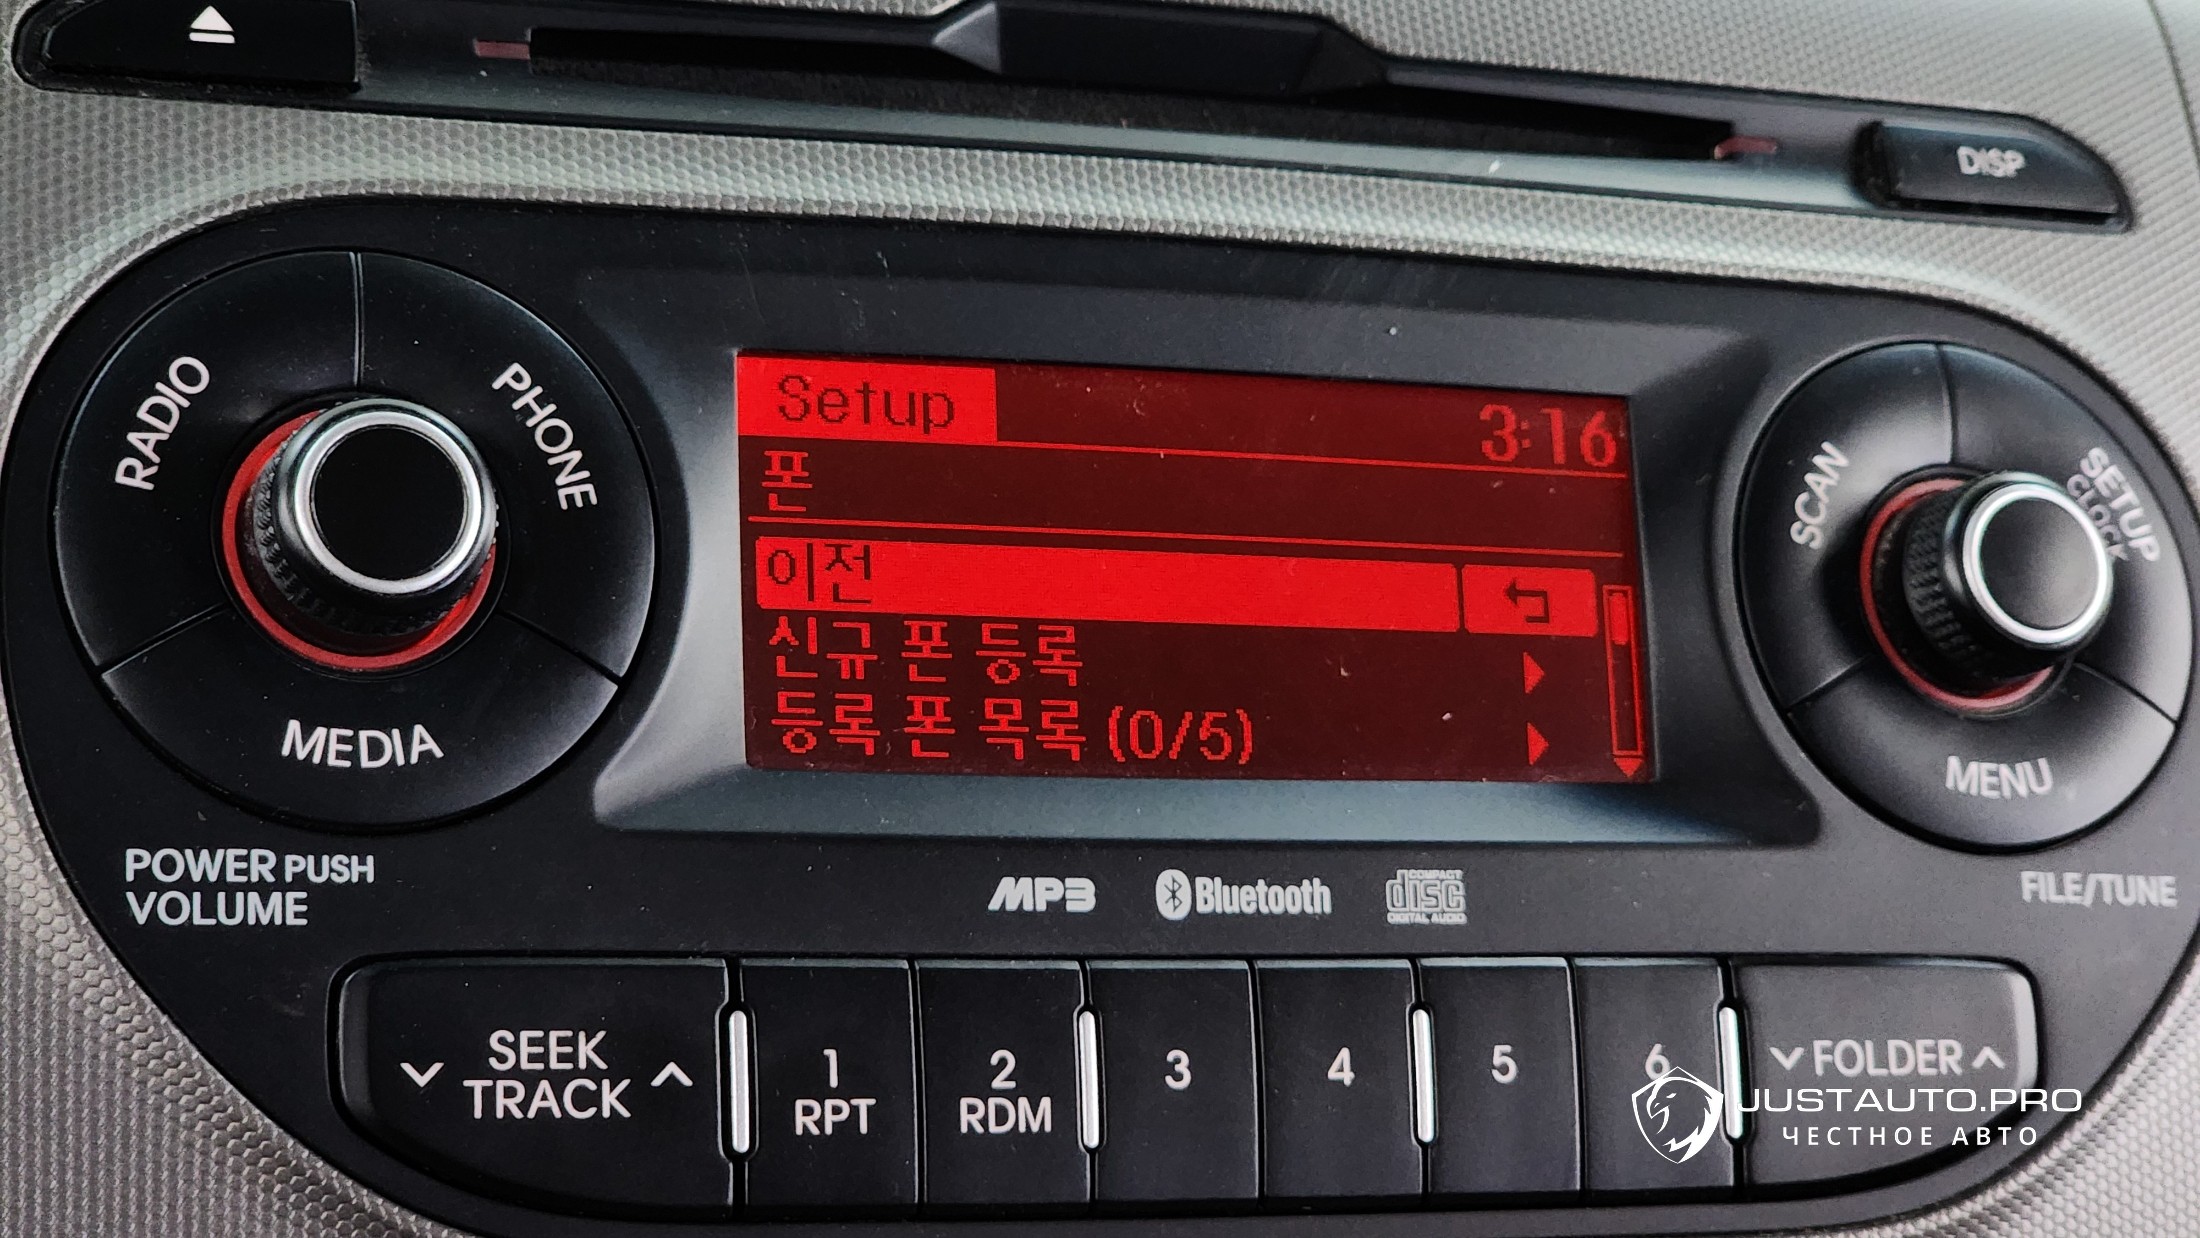 DISP
RADIO
PHONE
MEDIA
POWER PUSH
VOLUME
Setup 3:16
폰
이전
신규 폰 등록
등록 폰 목록 (0/5)
SCAN
SETUP
CLOCK
MENU
FILE/TUNE
MP3 Bluetooth COMPACT disc DIGITAL AUDIO
SEEK
TRACK
1
RPT
2
RDM
3
4
5
6
FOLDER
JUSTAUTO.PRO
ЧЕСТНОЕ АВТО